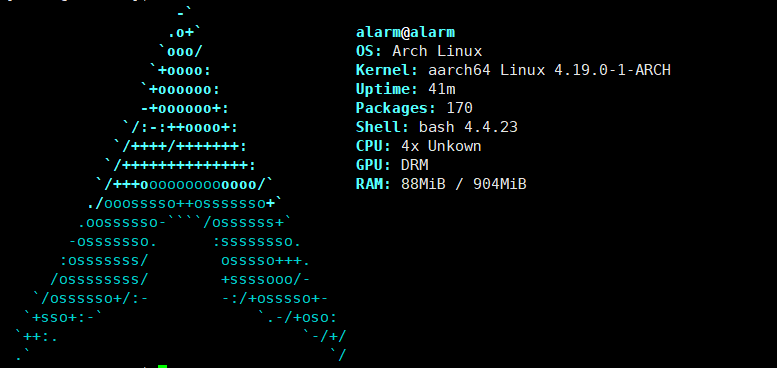 -`
.o+`
`ooo/
`+oooo:
`+oooooo:
-+oooooo+:
`/:-:++oooo+:
`/++++/+++++++:
`/++++++++++++++:
`/+++ooooooooooooo/`
./ooosssso++osssssso+`
.oossssso-````/ossssss+`
-osssssso. :ssssssso.
:osssssss/ osssso+++.
/ossssssss/ +ssssooo/-
`/ossssso+/:- -:/+osssso+-
`+sso+:-` `.-/+oso:
`++:. `-/+/
.` `/
alarm@alarm
OS: Arch Linux
Kernel: aarch64 Linux 4.19.0-1-ARCH
Uptime: 41m
Packages: 170
Shell: bash 4.4.23
CPU: 4x Unkown
GPU: DRM
RAM: 88MiB / 904MiB